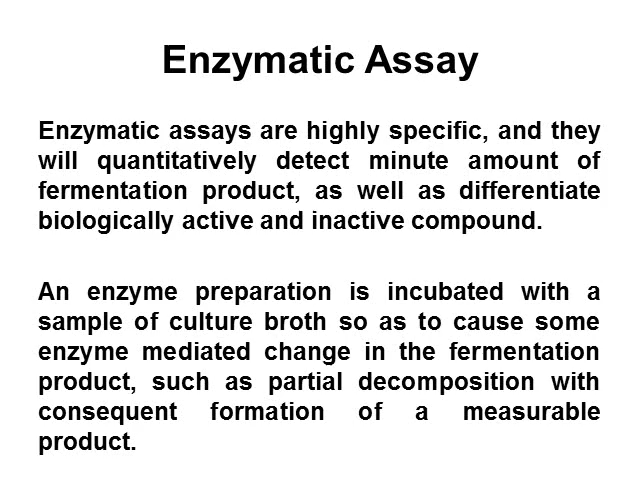 Enzymatic Assay
Enzymatic assays are highly specific, and they
will quantitatively detect minute amount of
fermentation product, as well as differentiate
biologically active and inactive compound.
An enzyme preparation is incubated with a
sample of culture broth so as to cause some
enzyme mediated change in the fermentation
product, such as partial decomposition with
consequent formation of a measurable
product.